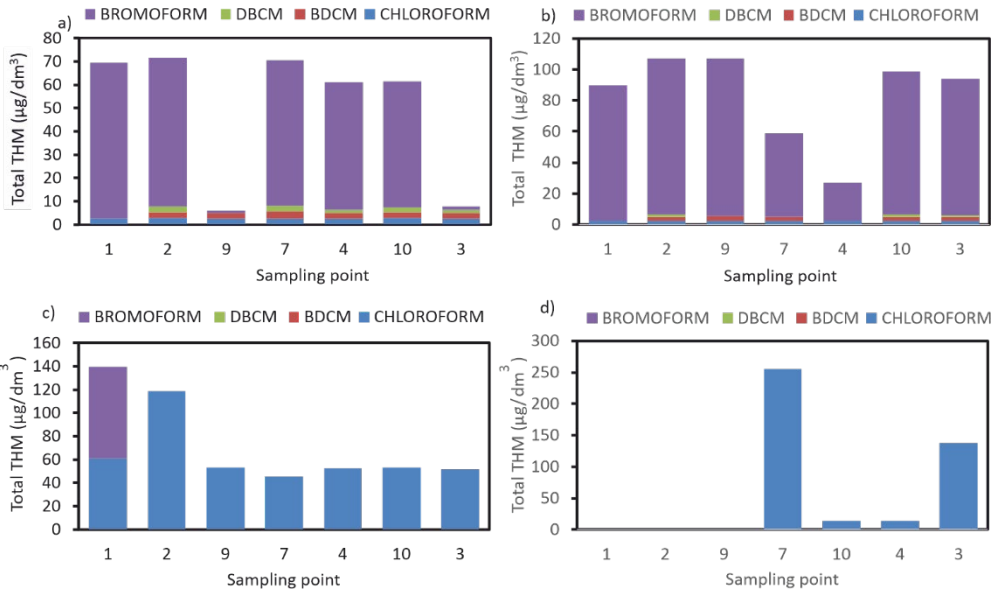 a)
BROMOFORM DBCM BDCM CHLOROFORM
Total THM (µg/dm³)
80
70
60
50
40
30
20
10
0
1 2 9 7 4 10 3
Sampling point
b)
BROMOFORM DBCM BDCM CHLOROFORM
Total THM (µg/dm³)
120
100
80
60
40
20
0
1 2 9 7 4 10 3
Sampling point
c)
BROMOFORM DBCM BDCM CHLOROFORM
Total THM (µg/dm³)
160
140
120
100
80
60
40
20
0
1 2 9 7 4 10 3
Sampling point
d)
BROMOFORM DBCM BDCM CHLOROFORM
Total THM (µg/dm³)
300
250
200
150
100
50
0
1 2 9 7 10 4 3
Sampling point